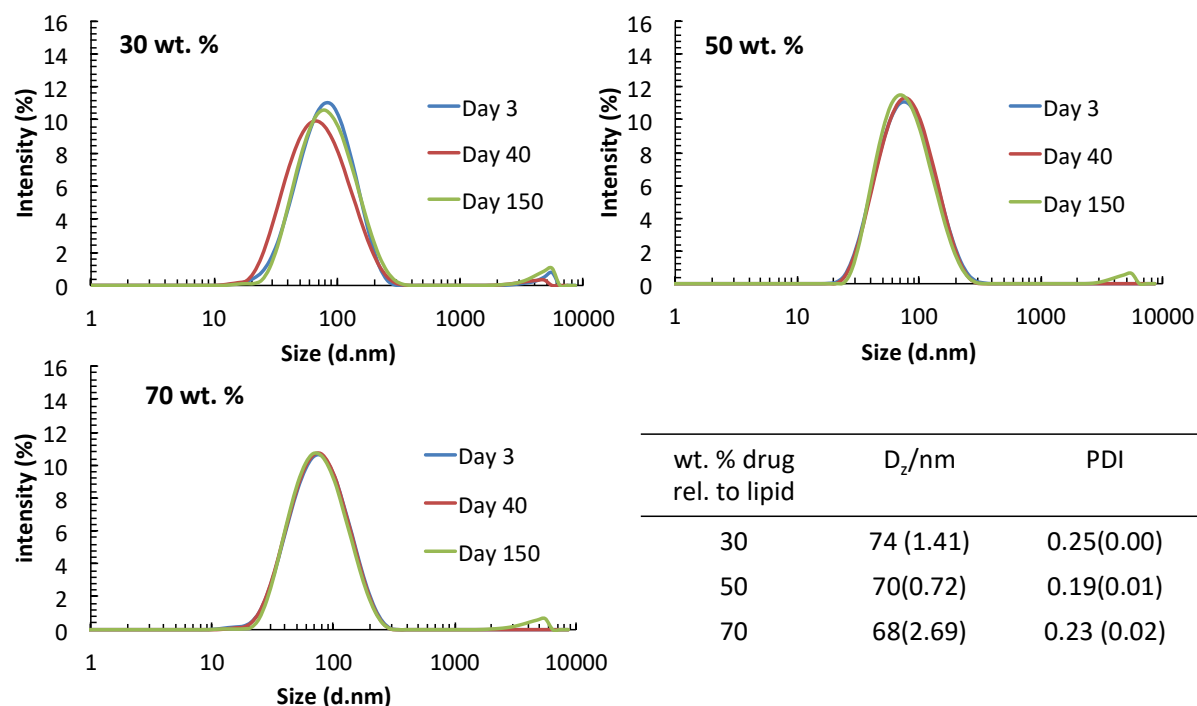 30 wt. %
Intensity (%)
16
14
12
10
8
6
4
2
0
1 10 100 1000 10000
Size (d.nm)
Day 3
Day 40
Day 150
50 wt. %
Intensity (%)
16
14
12
10
8
6
4
2
0
1 10 100 1000 10000
Size (d.nm)
Day 3
Day 40
Day 150
70 wt. %
intensity (%)
16
14
12
10
8
6
4
2
0
1 10 100 1000 10000
Size (d.nm)
Day 3
Day 40
Day 150
wt. % drug rel. to lipid D_z/nm PDI
30 74 (1.41) 0.25(0.00)
50 70(0.72) 0.19(0.01)
70 68(2.69) 0.23 (0.02)